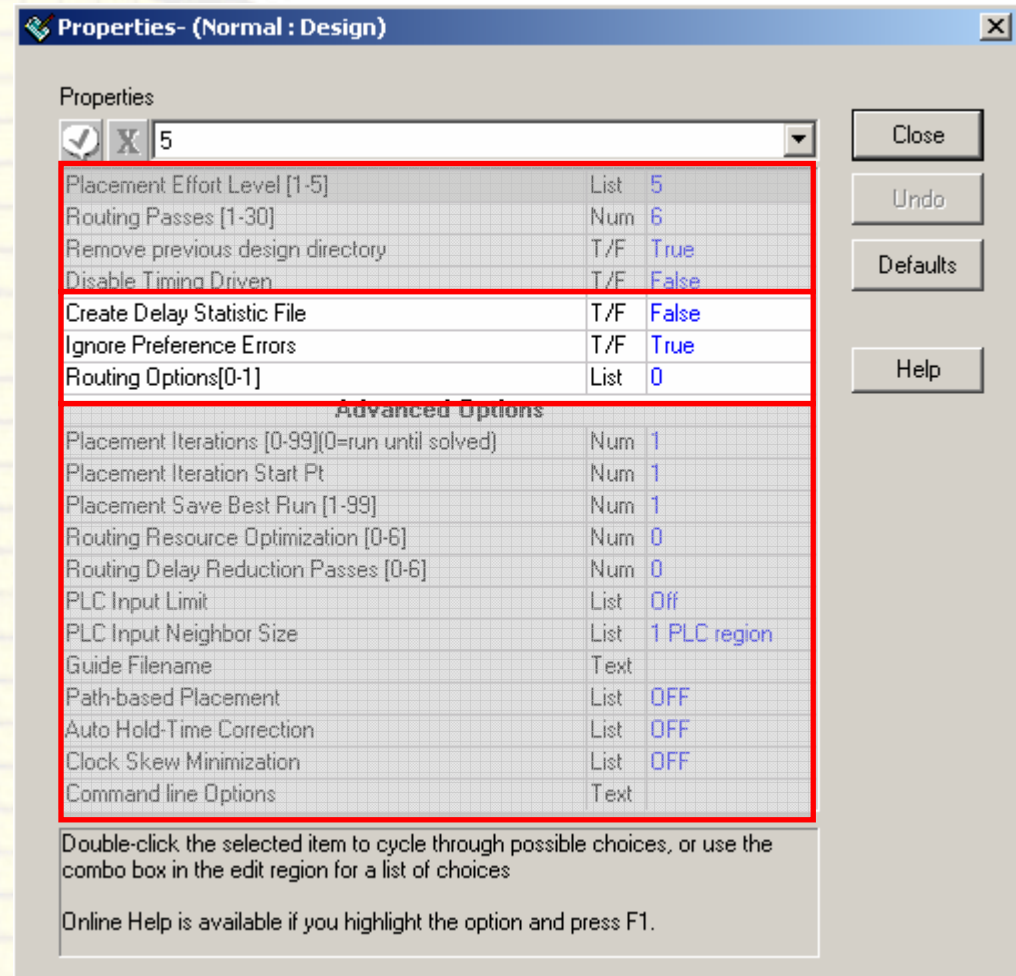 Properties- (Normal : Design)
Properties
X 5
Close
Placement Effort Level [1-5] List 5
Undo
Routing Passes [1-30] Num 6
Remove previous design directory T/F True
Defaults
Disable Timing Driven T/F False
Create Delay Statistic File T/F False
Ignore Preference Errors T/F True
Help
Routing Options[0-1] List 0
Advanced Options
Placement Iterations [0-99](0=run until solved) Num 1
Placement Iteration Start Pt Num 1
Placement Save Best Run [1-99] Num 1
Routing Resource Optimization [0-6] Num 0
Routing Delay Reduction Passes [0-6] Num 0
PLC Input Limit List Off
PLC Input Neighbor Size List 1 PLC region
Guide Filename Text
Path-based Placement List OFF
Auto Hold-Time Correction List OFF
Clock Skew Minimization List OFF
Command line Options Text
Double-click the selected item to cycle through possible choices, or use the
combo box in the edit region for a list of choices
Online Help is available if you highlight the option and press F1.